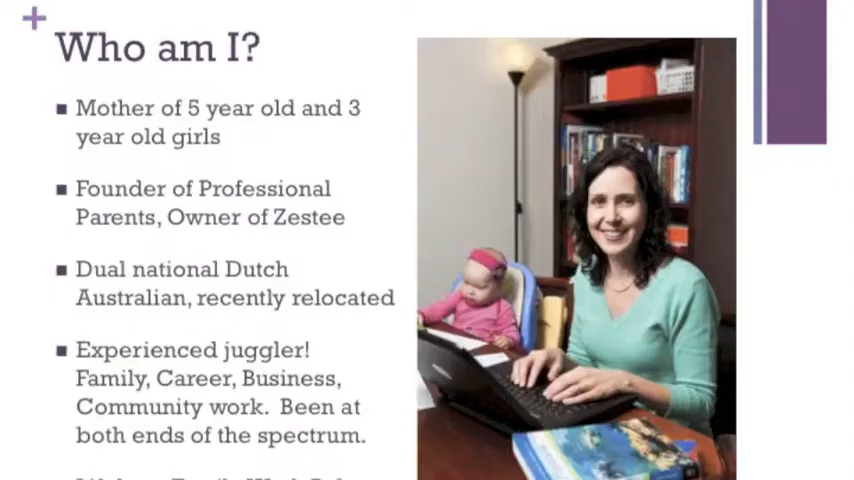 Who am I?
Mother of 5 year old and 3
year old girls
Founder of Professional
Parents, Owner of Zestee
Dual national Dutch
Australian, recently relocated
Experienced juggler!
Family, Career, Business,
Community work. Been at
both ends of the spectrum.